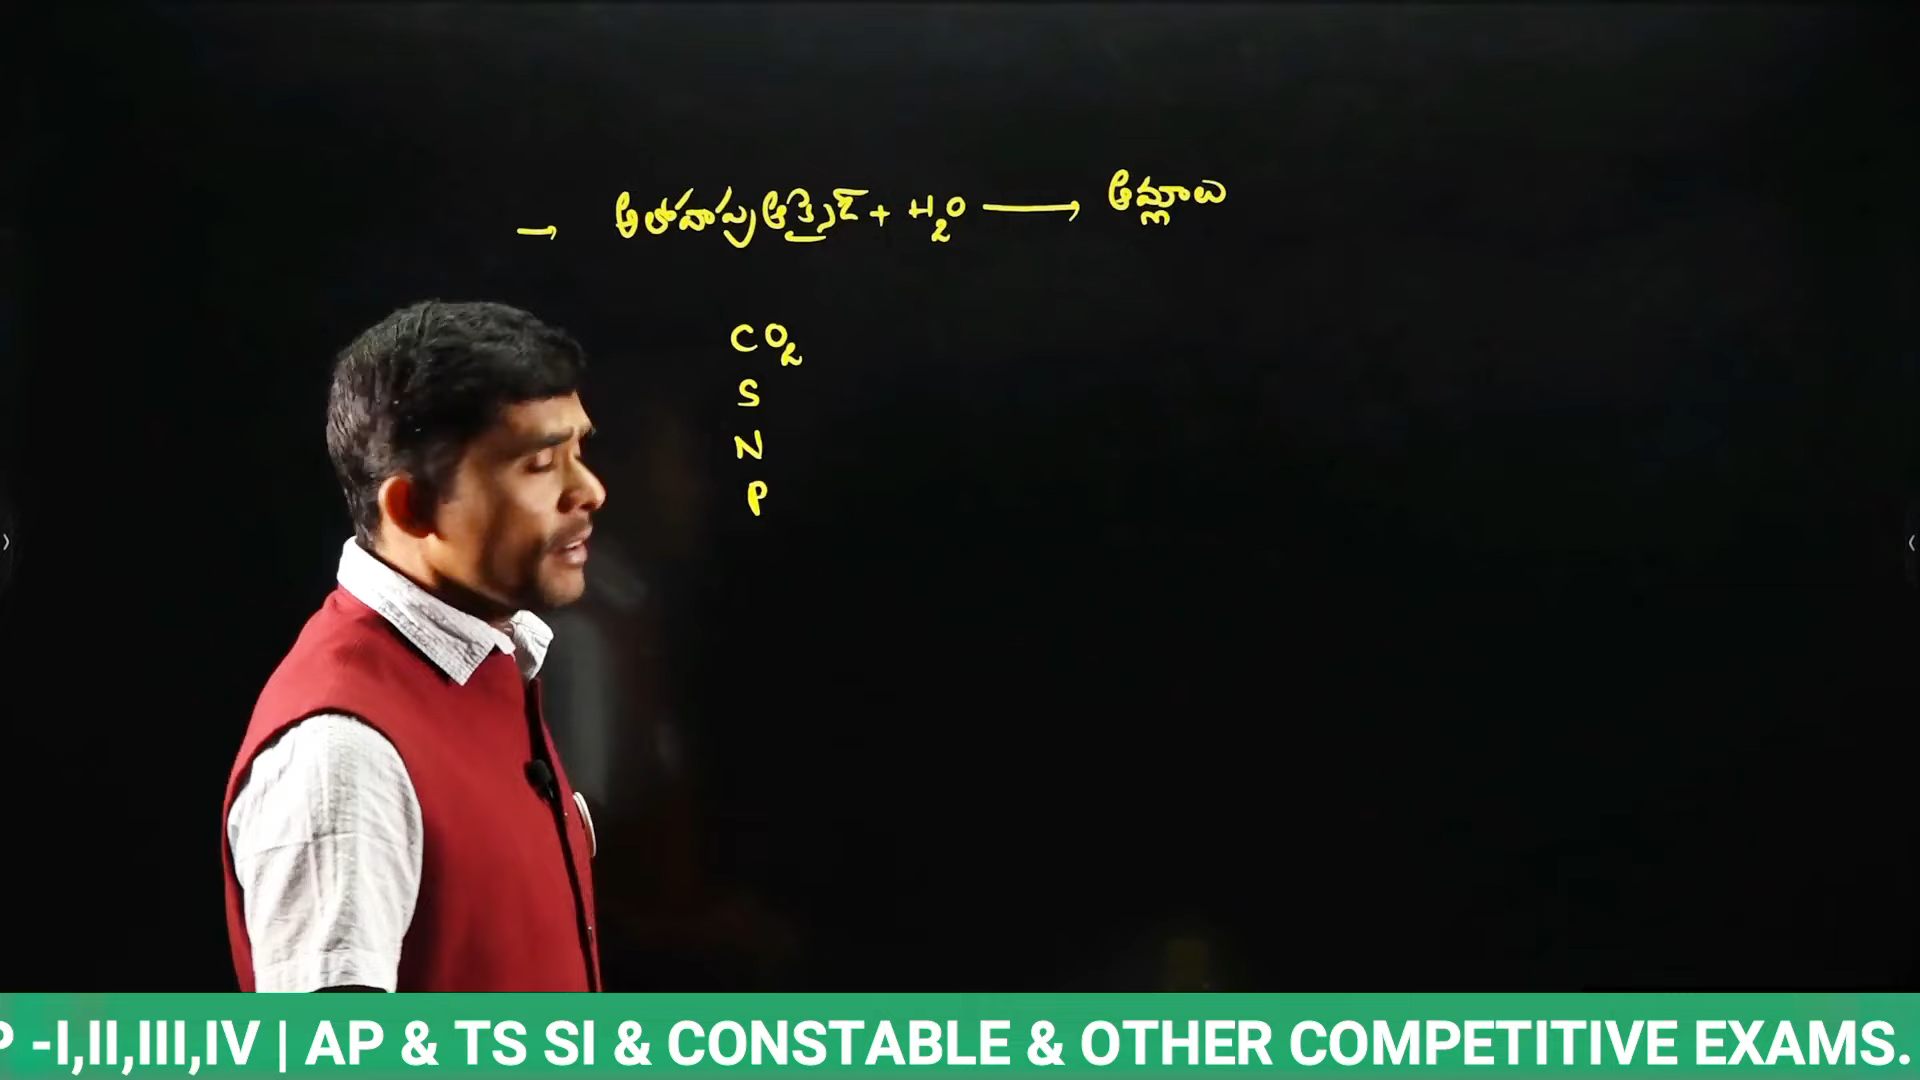 → అలోహపు ఆక్సైడ్ + H₂O ⟶ ఆమ్లాలు
CO₂
S
N
P
P -I,II,III,IV | AP & TS SI & CONSTABLE & OTHER COMPETITIVE EXAMS.